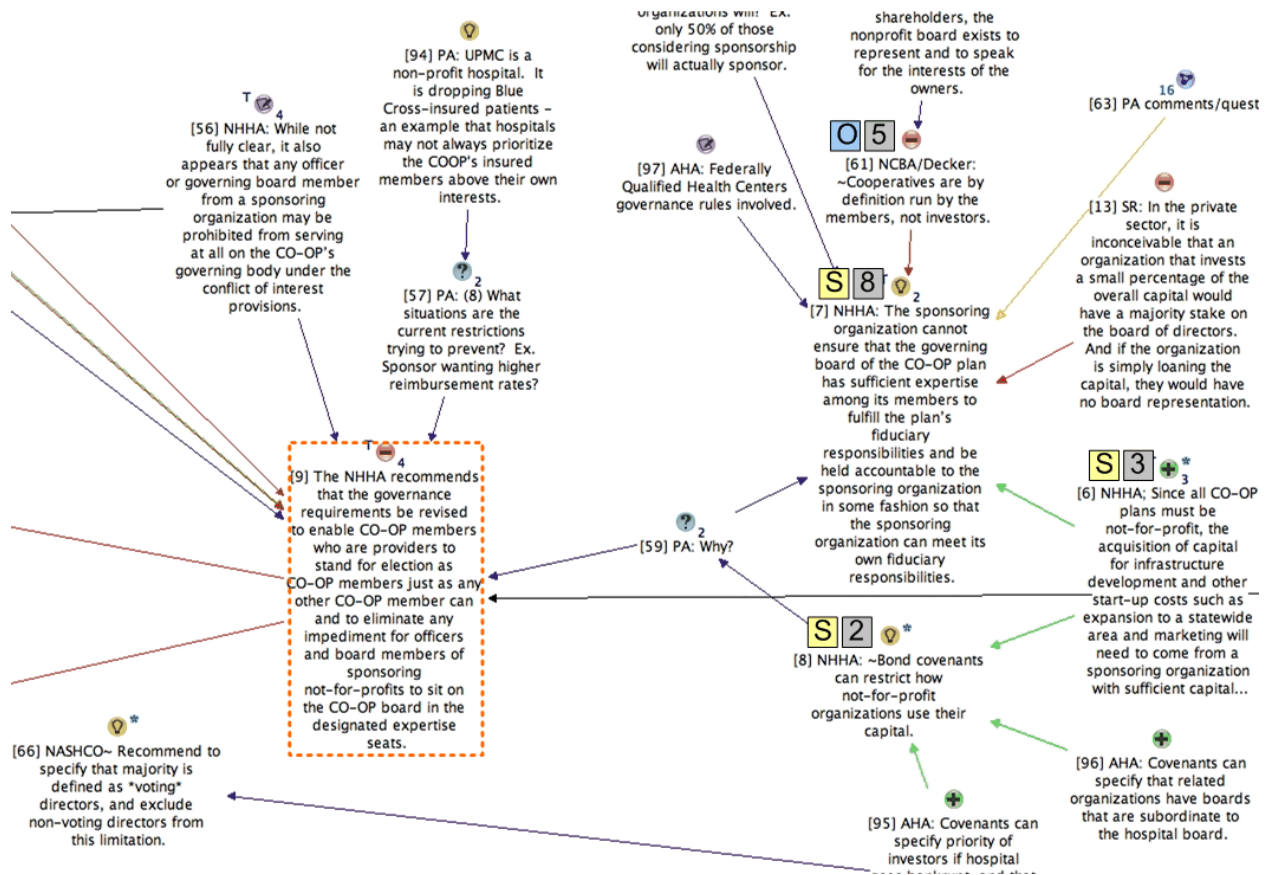 organizations will? Ex.
only 50% of those
considering sponsorship
will actually sponsor.
shareholders, the
nonprofit board exists to
represent and to speak
for the interests of the
owners.
[94] PA: UPMC is a
non-profit hospital. It
is dropping Blue
Cross-insured patients –
an example that hospitals
may not always prioritize
the COOP's insured
members above their own
interests.
16
[63] PA comments/quest
T
4
[56] NHHA: While not
fully clear, it also
appears that any officer
or governing board member
from a sponsoring
organization may be
prohibited from serving
at all on the CO-OP's
governing body under the
conflict of interest
provisions.
[97] AHA: Federally
Qualified Health Centers
governance rules involved.
O 5
[61] NCBA/Decker:
~Cooperatives are by
definition run by the
members, not investors.
[13] SR: In the private
sector, it is
inconceivable that an
organization that invests
a small percentage of the
overall capital would
have a majority stake on
the board of directors.
And if the organization
is simply loaning the
capital, they would have
no board representation.
?
2
[57] PA: (8) What
situations are the
current restrictions
trying to prevent? Ex.
Sponsor wanting higher
reimbursement rates?
S 8
2
[7] NHHA: The sponsoring
organization cannot
ensure that the governing
board of the CO-OP plan
has sufficient expertise
among its members to
fulfill the plan's
fiduciary
responsibilities and be
held accountable to the
sponsoring organization
in some fashion so that
the sponsoring
organization can meet its
own fiduciary
responsibilities.
T
4
[9] The NHHA recommends
that the governance
requirements be revised
to enable CO-OP members
who are providers to
stand for election as
CO-OP members just as any
other CO-OP member can
and to eliminate any
impediment for officers
and board members of
sponsoring
not-for-profits to sit on
the CO-OP board in the
designated expertise
seats.
?
2
[59] PA: Why?
S 3
*
3
[6] NHHA; Since all CO-OP
plans must be
not-for-profit, the
acquisition of capital
for infrastructure
development and other
start-up costs such as
expansion to a statewide
area and marketing will
need to come from a
sponsoring organization
with sufficient capital...
S 2
*
[8] NHHA: ~Bond covenants
can restrict how
not-for-profit
organizations use their
capital.
*
[66] NASHCO~ Recommend to
specify that majority is
defined as *voting*
directors, and exclude
non-voting directors from
this limitation.
[96] AHA: Covenants can
specify that related
organizations have boards
that are subordinate to
the hospital board.
[95] AHA: Covenants can
specify priority of
investors if hospital
goes bankrupt, and that